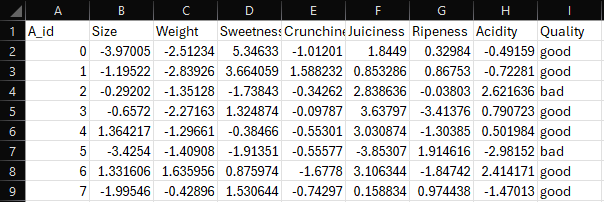 A B C D E F G H I
1 A_id Size Weight Sweetness Crunchine Juiciness Ripeness Acidity Quality
2 0 -3.97005 -2.51234 5.34633 -1.01201 1.8449 0.32984 -0.49159 good
3 1 -1.19522 -2.83926 3.664059 1.588232 0.853286 0.86753 -0.72281 good
4 2 -0.29202 -1.35128 -1.73843 -0.34262 2.838636 -0.03803 2.621636 bad
5 3 -0.6572 -2.27163 1.324874 -0.09787 3.63797 -3.41376 0.790723 good
6 4 1.364217 -1.29661 -0.38466 -0.55301 3.030874 -1.30385 0.501984 good
7 5 -3.4254 -1.40908 -1.91351 -0.55577 -3.85307 1.914616 -2.98152 bad
8 6 1.331606 1.635956 0.875974 -1.6778 3.106344 -1.84742 2.414171 good
9 7 -1.99546 -0.42896 1.530644 -0.74297 0.158834 0.974438 -1.47013 good